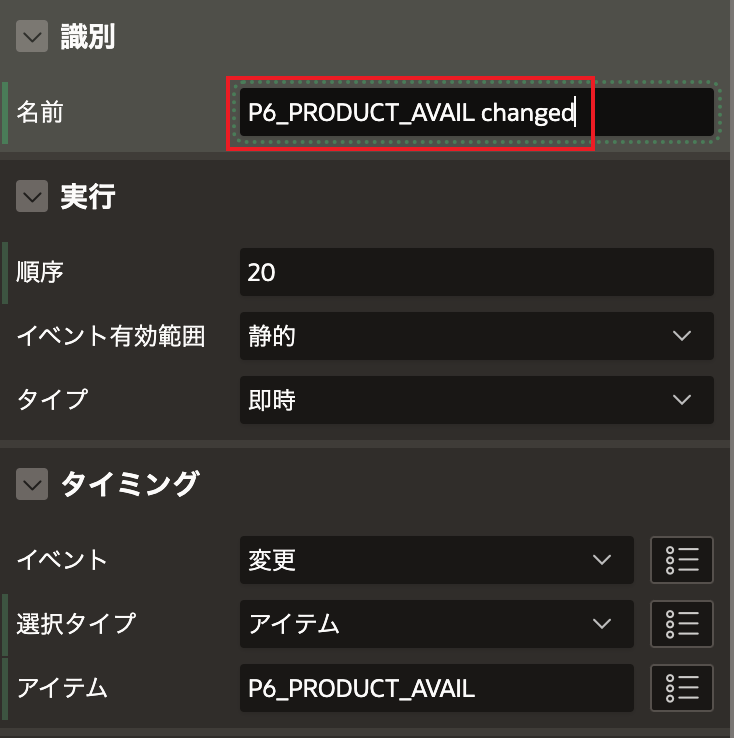 識別
名前 P6_PRODUCT_AVAIL changed
実行
順序 20
イベント有効範囲 静的
タイプ 即時
タイミング
イベント 変更
選択タイプ アイテム
アイテム P6_PRODUCT_AVAIL